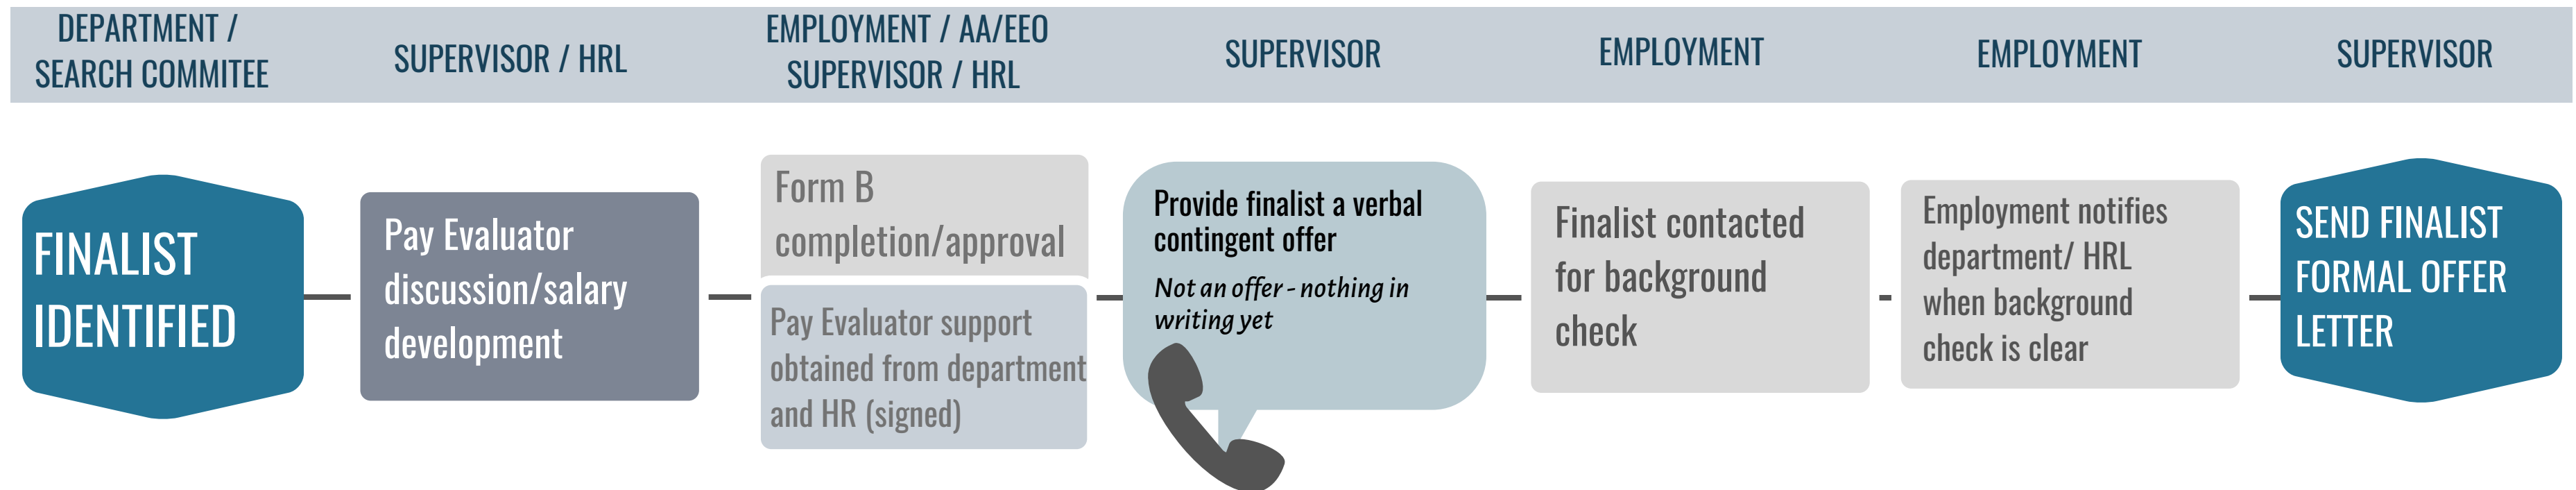 DEPARTMENT /
SEARCH COMMITEE
SUPERVISOR / HRL
EMPLOYMENT / AA/EEO
SUPERVISOR / HRL
SUPERVISOR
EMPLOYMENT
EMPLOYMENT
SUPERVISOR
FINALIST
IDENTIFIED
Pay Evaluator
discussion/salary
development
Form B
completion/approval
Pay Evaluator support
obtained from department
and HR (signed)
Provide finalist a verbal
contingent offer
Not an offer - nothing in
writing yet
Finalist contacted
for background
check
Employment notifies
department/ HRL
when background
check is clear
SEND FINALIST
FORMAL OFFER
LETTER